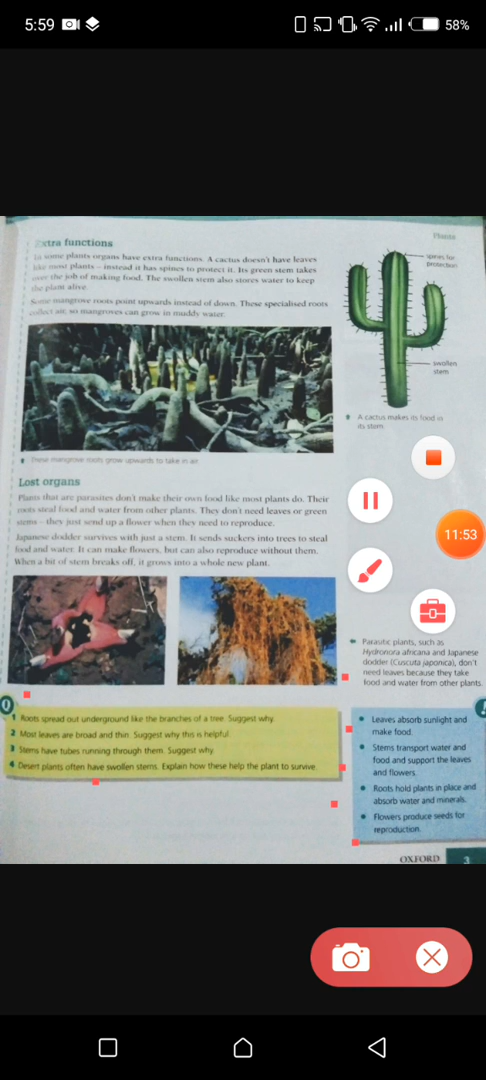 5:59
58%
Plants
Extra functions
In some plants organs have extra functions. A cactus doesn't have leaves
like most plants – instead it has spines to protect it. Its green stem takes
over the job of making food. The swollen stem also stores water to keep
the plant alive.
Some mangrove roots point upwards instead of down. These specialised roots
collect air, so mangroves can grow in muddy water.
spines for
protection
swollen
stem
A cactus makes its food in
its stem.
These mangrove roots grow upwards to take in air.
Lost organs
Plants that are parasites don't make their own food like most plants do. Their
roots steal food and water from other plants. They don't need leaves or green
stems – they just send up a flower when they need to reproduce.
Japanese dodder survives with just a stem. It sends suckers into trees to steal
food and water. It can make flowers, but can also reproduce without them.
When a bit of stem breaks off, it grows into a whole new plant.
11:53
Parasitic plants, such as
Hydnora africana and Japanese
dodder (Cuscuta japonica), don't
need leaves because they take
food and water from other plants.
1 Roots spread out underground like the branches of a tree. Suggest why.
2 Most leaves are broad and thin. Suggest why this is helpful.
3 Stems have tubes running through them. Suggest why.
4 Desert plants often have swollen stems. Explain how these help the plant to survive.
• Leaves absorb sunlight and
make food.
• Stems transport water and
food and support the leaves
and flowers.
• Roots hold plants in place and
absorb water and minerals.
• Flowers produce seeds for
reproduction.
OXFORD 3